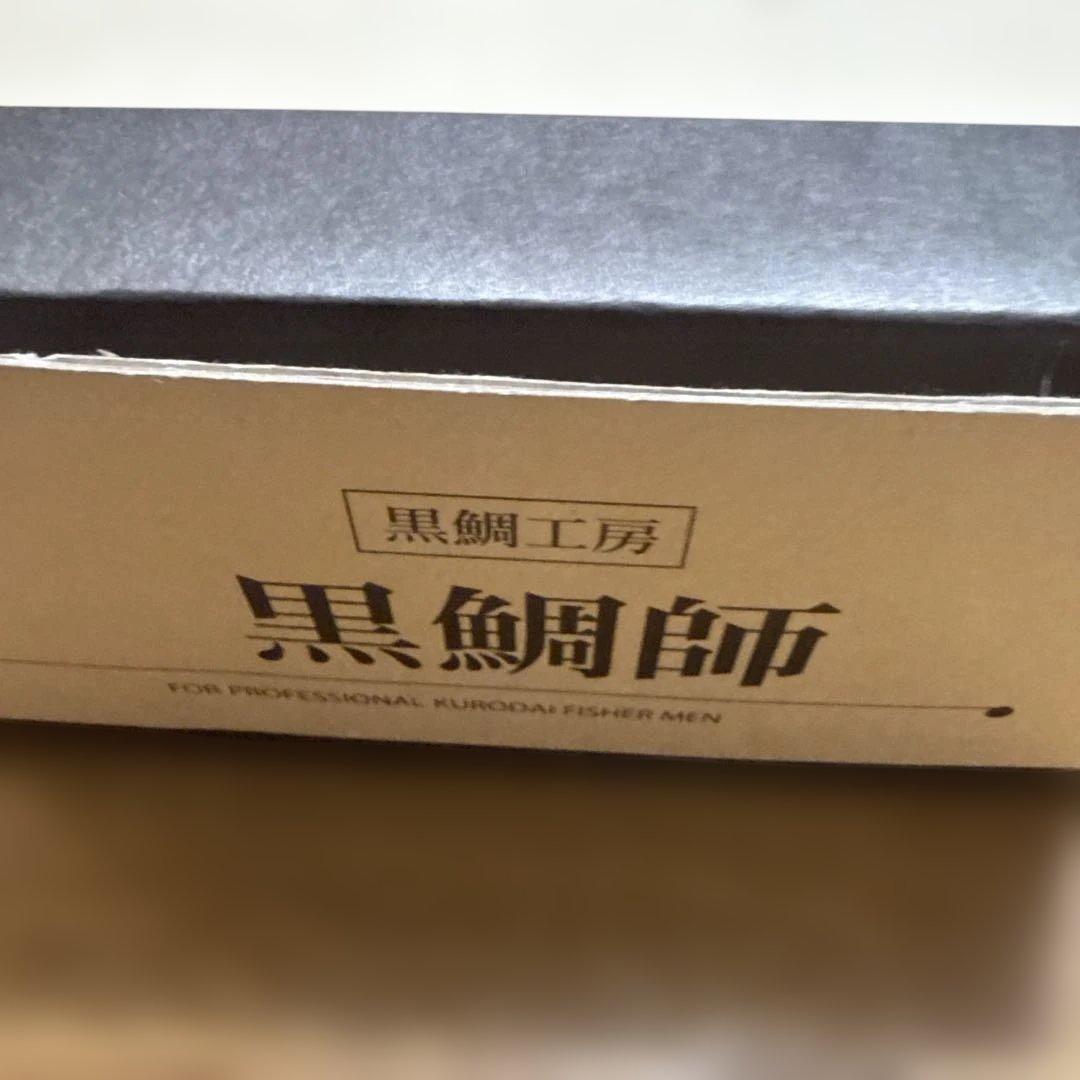 黒鯛工房
黒鯛師
FOR PROFESSIONAL KURODAI FISHER MEN